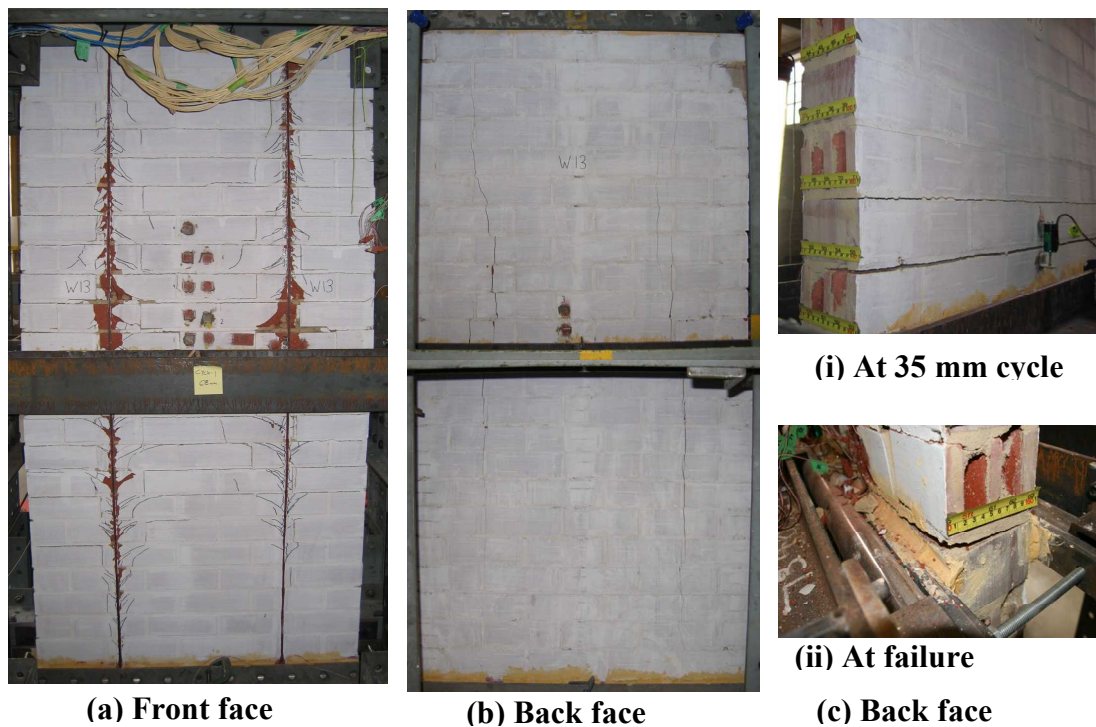 W13
W13
(a) Front face
W13
(b) Back face
(i) At 35 mm cycle
(ii) At failure
(c) Back face